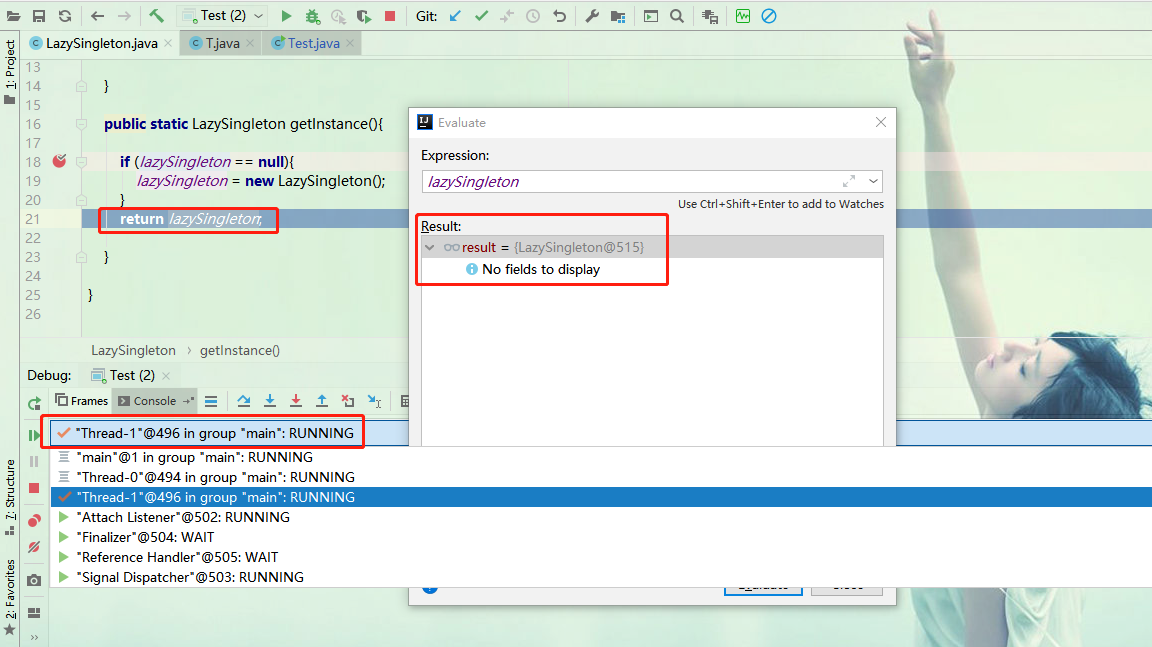 Test (2)
Git:
LazySingleton.java
T.java
Test.java
1: Project
13
14 }
15
16 public static LazySingleton getInstance(){
17
18 if (lazySingleton == null){
19 lazySingleton = new LazySingleton();
20 }
21 return lazySingleton;
22
23 }
24
25 }
26
LazySingleton › getInstance()
Evaluate
Expression:
lazySingleton
Use Ctrl+Shift+Enter to add to Watches
Result:
result = {LazySingleton@515}
No fields to display
Debug: Test (2)
Frames
Console
"Thread-1"@496 in group "main": RUNNING
"main"@1 in group "main": RUNNING
"Thread-0"@494 in group "main": RUNNING
"Thread-1"@496 in group "main": RUNNING
"Attach Listener"@502: RUNNING
"Finalizer"@504: WAIT
"Reference Handler"@505: WAIT
"Signal Dispatcher"@503: RUNNING
7: Structure
2: Favorites